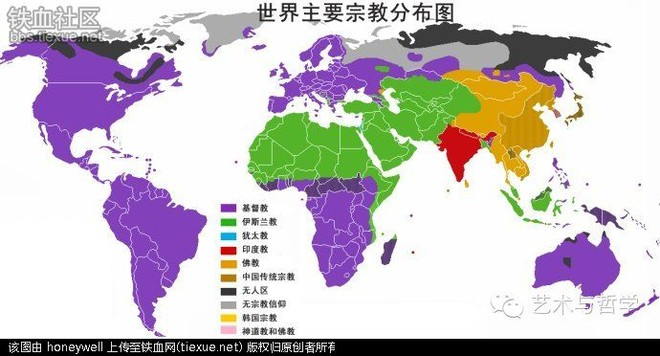 铁血社区
bbs.tiexue.net
世界主要宗教分布图
基督教
伊斯兰教
犹太教
印度教
佛教
中国传统宗教
无人区
无宗教信仰
韩国宗教
神道教和佛教
艺术与哲学
该图由 honeywell 上传至铁血网(tiexue.net) 版权归原创者所有